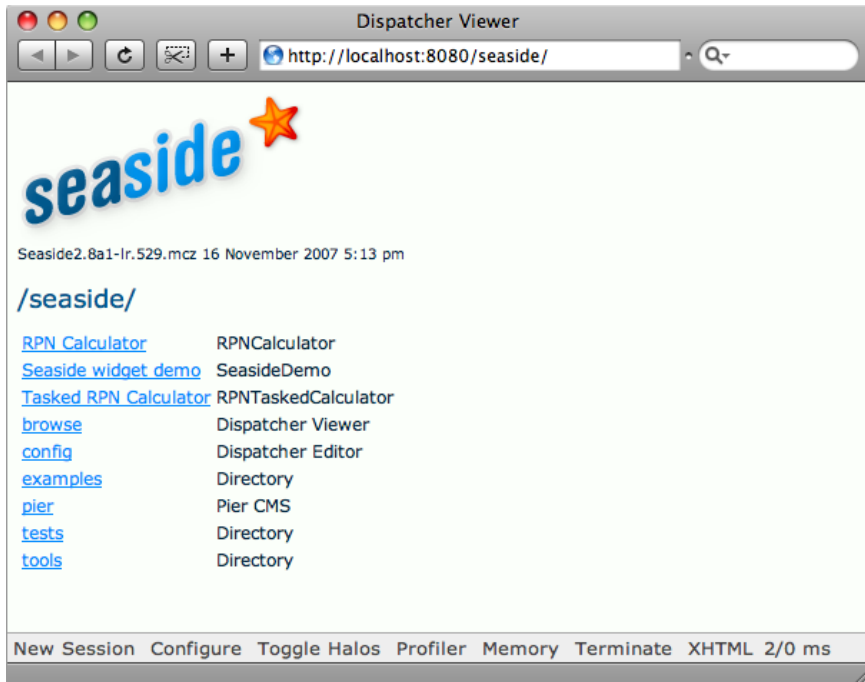 Dispatcher Viewer
http://localhost:8080/seaside/
seaside
Seaside2.8a1-lr.529.mcz 16 November 2007 5:13 pm
/seaside/
RPN Calculator RPNCalculator
Seaside widget demo SeasideDemo
Tasked RPN Calculator RPNTaskedCalculator
browse Dispatcher Viewer
config Dispatcher Editor
examples Directory
pier Pier CMS
tests Directory
tools Directory
New Session Configure Toggle Halos Profiler Memory Terminate XHTML 2/0 ms